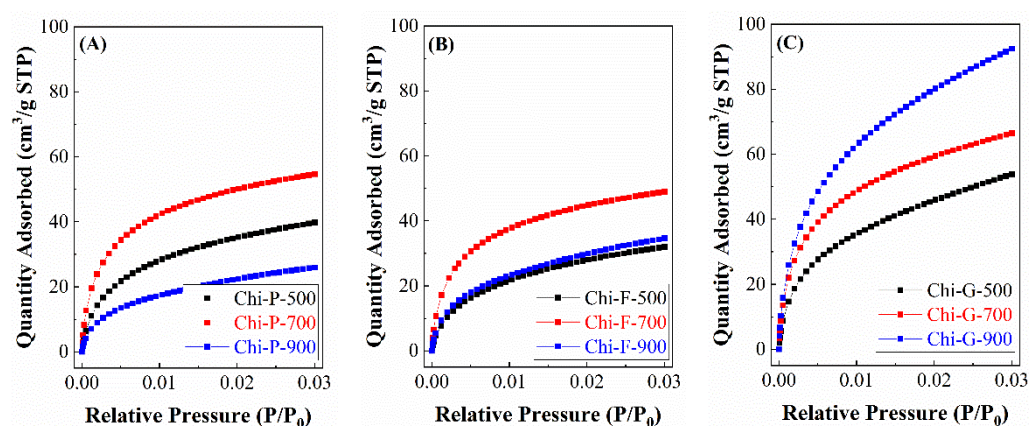 (A)
100
80
60
40
20
0
0.00 0.01 0.02 0.03
Quantity Adsorbed (cm³/g STP)
Relative Pressure (P/P₀)
Chi-P-500
Chi-P-700
Chi-P-900
(B)
100
80
60
40
20
0
0.00 0.01 0.02 0.03
Quantity Adsorbed (cm³/g STP)
Relative Pressure (P/P₀)
Chi-F-500
Chi-F-700
Chi-F-900
(C)
100
80
60
40
20
0
0.00 0.01 0.02 0.03
Quantity Adsorbed (cm³/g STP)
Relative Pressure (P/P₀)
Chi-G-500
Chi-G-700
Chi-G-900